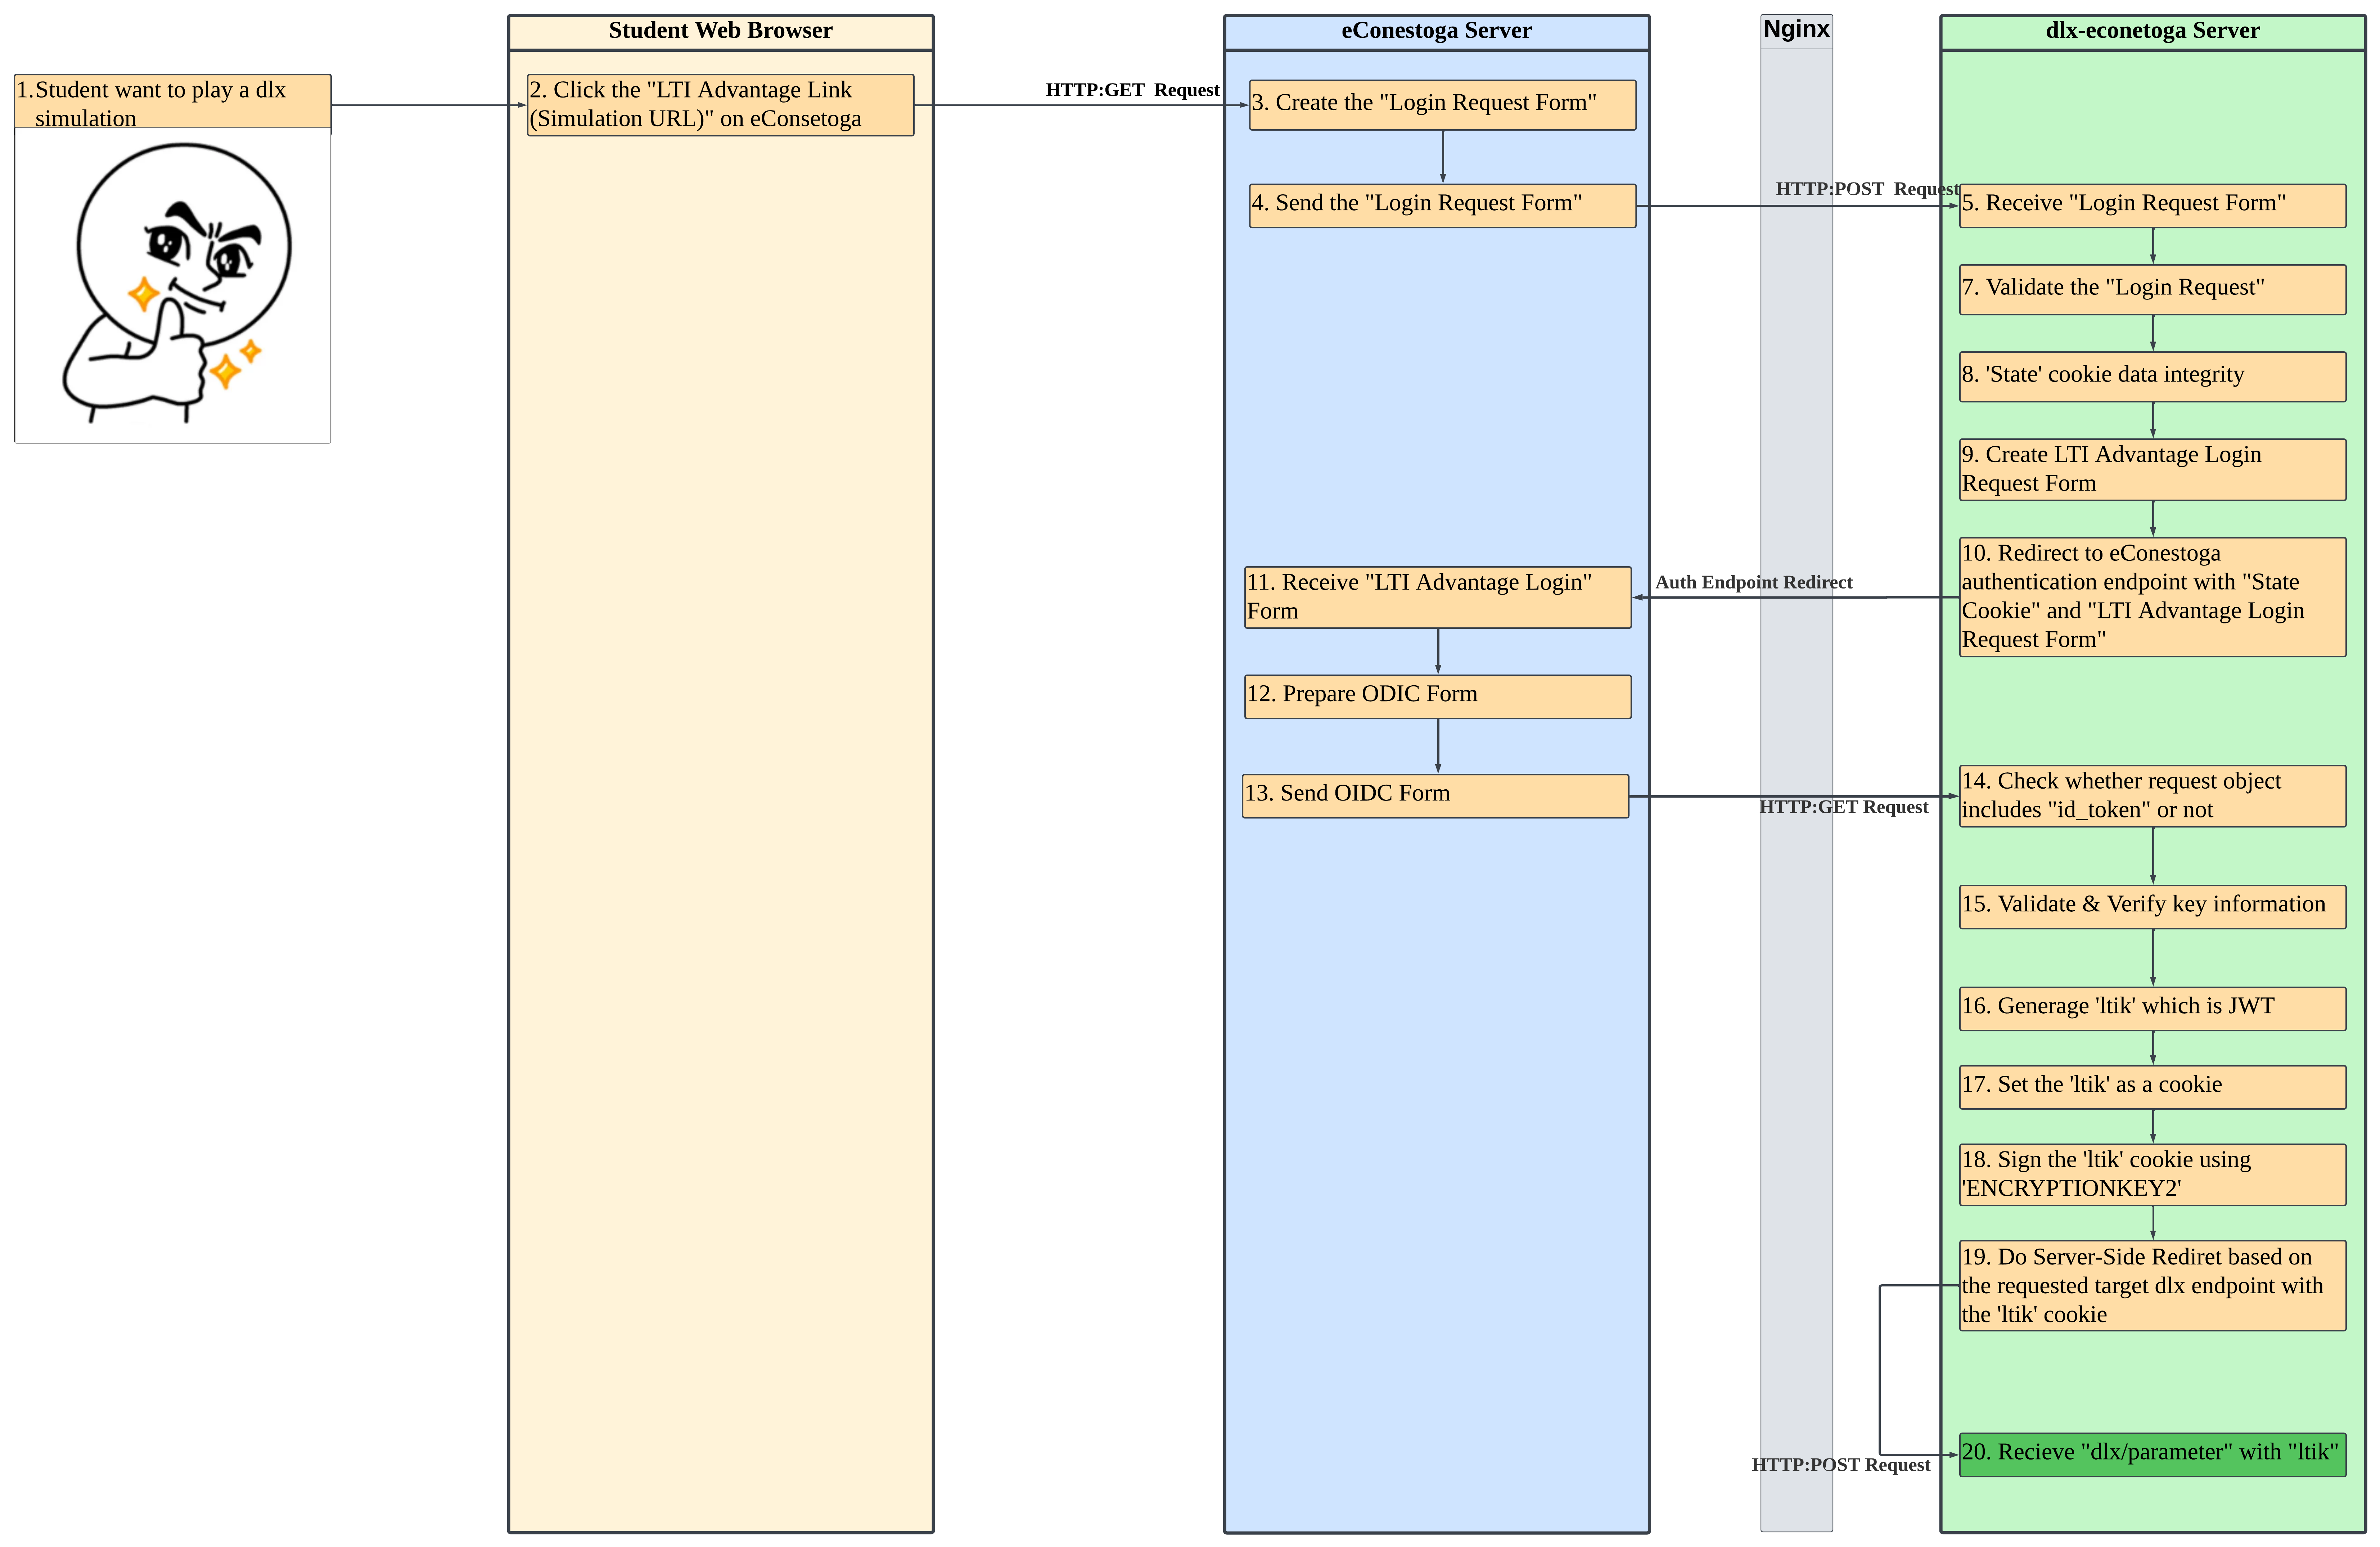 Student Web Browser
eConestoga Server
Nginx
dlx-econetoga Server
1.Student want to play a dlx
simulation
2. Click the "LTI Advantage Link
(Simulation URL)" on eConsetoga
HTTP:GET  Request
3. Create the "Login Request Form"
4. Send the "Login Request Form"
HTTP:POST  Request
5. Receive "Login Request Form"
7. Validate the "Login Request"
8. 'State' cookie data integrity
9. Create LTI Advantage Login
Request Form
10. Redirect to eConestoga
authentication endpoint with "State
Cookie" and "LTI Advantage Login
Request Form"
Auth Endpoint Redirect
11. Receive "LTI Advantage Login"
Form
12. Prepare ODIC Form
13. Send OIDC Form
HTTP:GET Request
14. Check whether request object
includes "id_token" or not
15. Validate & Verify key information
16. Generage 'ltik' which is JWT
17. Set the 'ltik' as a cookie
18. Sign the 'ltik' cookie using
'ENCRYPTIONKEY2'
19. Do Server-Side Rediret based on
the requested target dlx endpoint with
the 'ltik' cookie
HTTP:POST Request
20. Recieve "dlx/parameter" with "ltik"